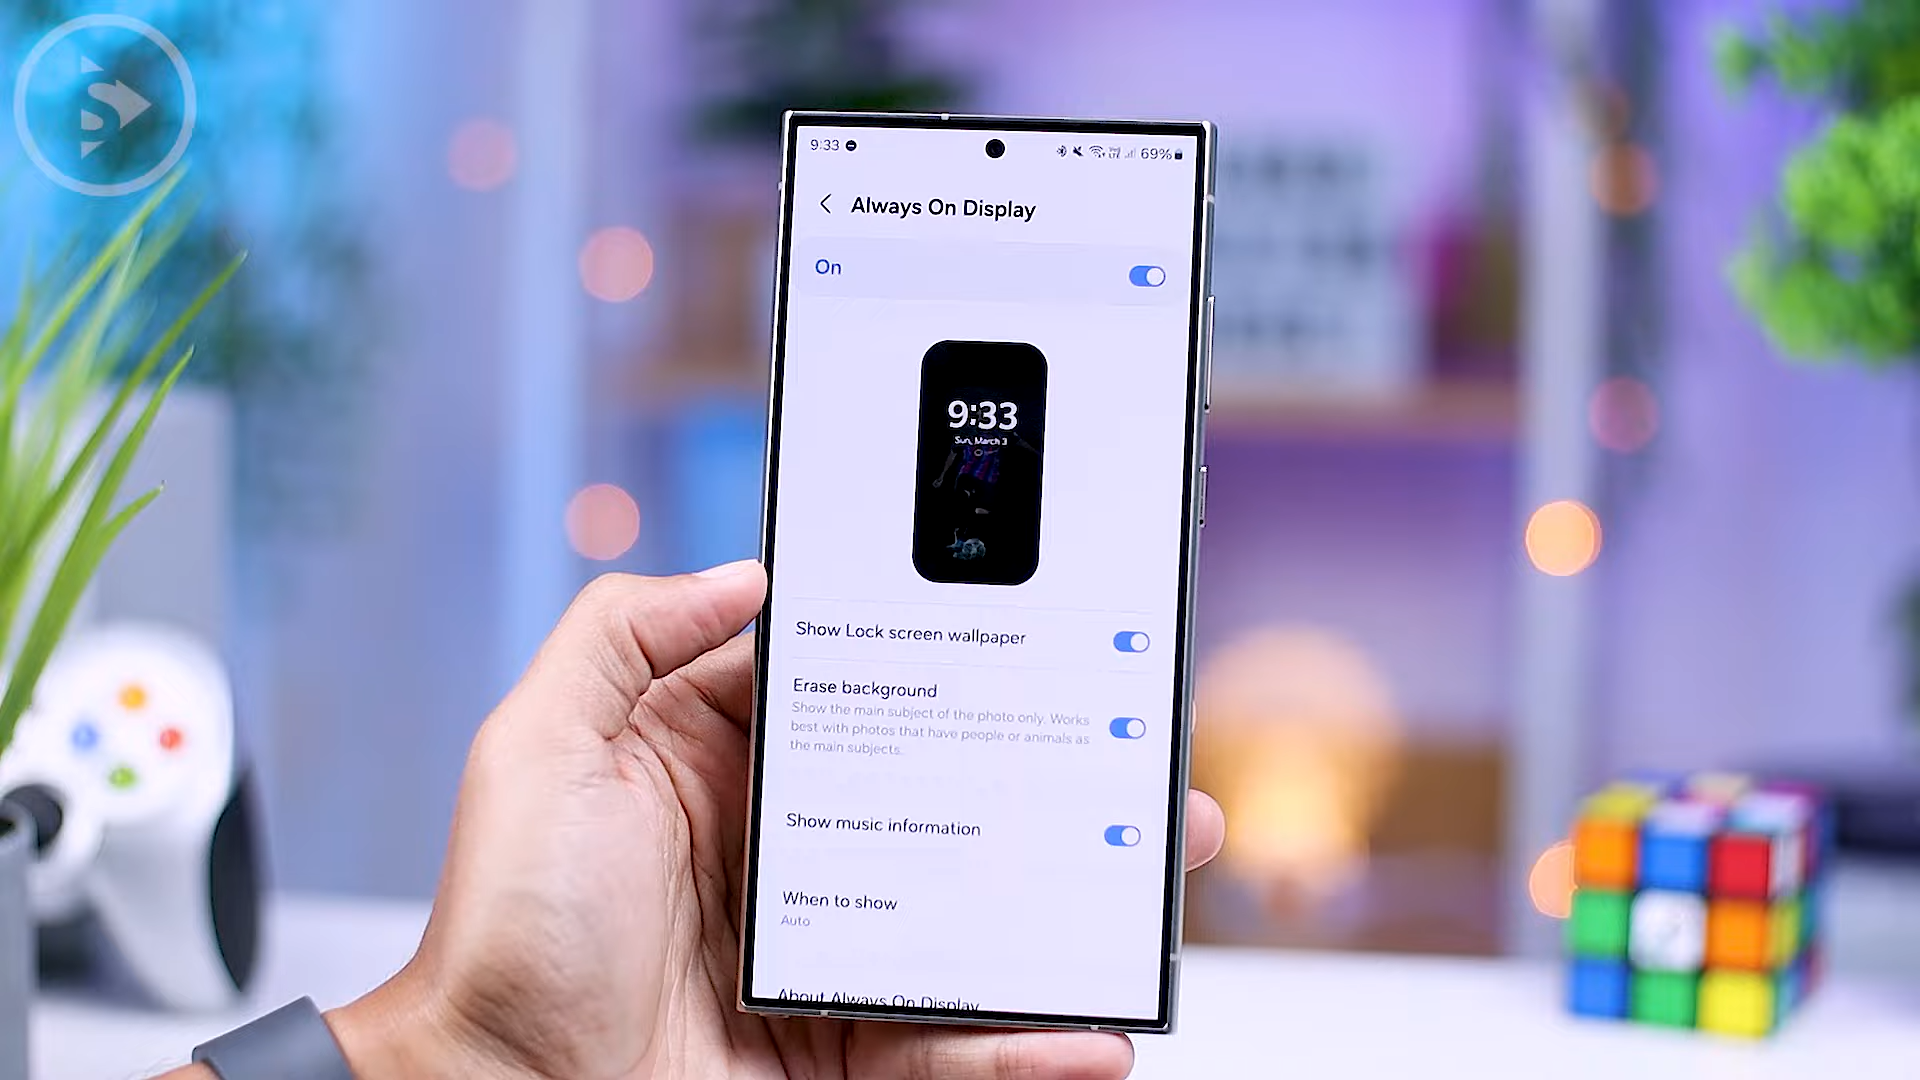 9:33
69%
Always On Display
On
9:33
Sun, March 3
Show Lock screen wallpaper
Erase background
Show the main subject of the photo only. Works
best with photos that have people or animals as
the main subjects.
Show music information
When to show
Auto
About Always On Display